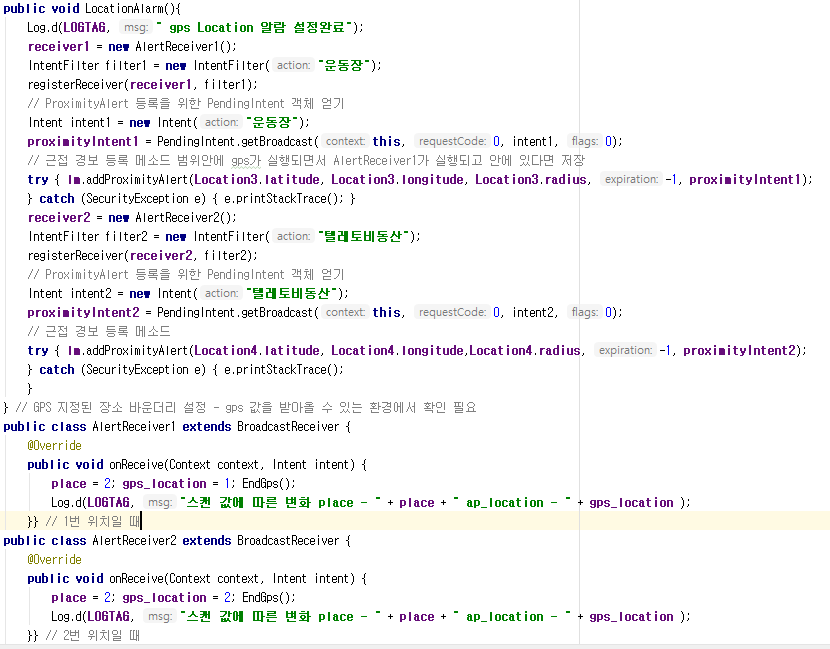 public void LocationAlarm(){
Log.d(LOGTAG, msg: " gps Location 알람 설정완료");
receiver1 = new AlertReceiver1();
IntentFilter filter1 = new IntentFilter( action: "운동장");
registerReceiver(receiver1, filter1);
// ProximityAlert 등록을 위한 PendingIntent 객체 얻기
Intent intent1 = new Intent( action: "운동장");
proximityIntent1 = PendingIntent.getBroadcast( context: this, requestCode: 0, intent1, flags: 0);
// 근접 경보 등록 메소드 범위안에 gps가 실행되면서 AlertReceiver1가 실행되고 안에 있다면 저장
try { lm.addProximityAlert(Location3.latitude, Location3.longitude, Location3.radius, expiration: -1, proximityIntent1);
} catch (SecurityException e) { e.printStackTrace(); }
receiver2 = new AlertReceiver2();
IntentFilter filter2 = new IntentFilter( action: "텔레토비동산");
registerReceiver(receiver2, filter2);
// ProximityAlert 등록을 위한 PendingIntent 객체 얻기
Intent intent2 = new Intent( action: "텔레토비동산");
proximityIntent2 = PendingIntent.getBroadcast( context: this, requestCode: 0, intent2, flags: 0);
// 근접 경보 등록 메소드
try { lm.addProximityAlert(Location4.latitude, Location4.longitude,Location4.radius, expiration: -1, proximityIntent2);
} catch (SecurityException e) { e.printStackTrace();
}
} // GPS 지정된 장소 바운더리 설정 - gps 값을 받아올 수 있는 환경에서 확인 필요
public class AlertReceiver1 extends BroadcastReceiver {
@Override
public void onReceive(Context context, Intent intent) {
place = 2; gps_location = 1; EndGps();
Log.d(LOGTAG, msg: "스캔 값에 따른 변화 place - " + place + " ap_location - " + gps_location );
}} // 1번 위치일 때
public class AlertReceiver2 extends BroadcastReceiver {
@Override
public void onReceive(Context context, Intent intent) {
place = 2; gps_location = 2; EndGps();
Log.d(LOGTAG, msg: "스캔 값에 따른 변화 place - " + place + " ap_location - " + gps_location );
}} // 2번 위치일 때